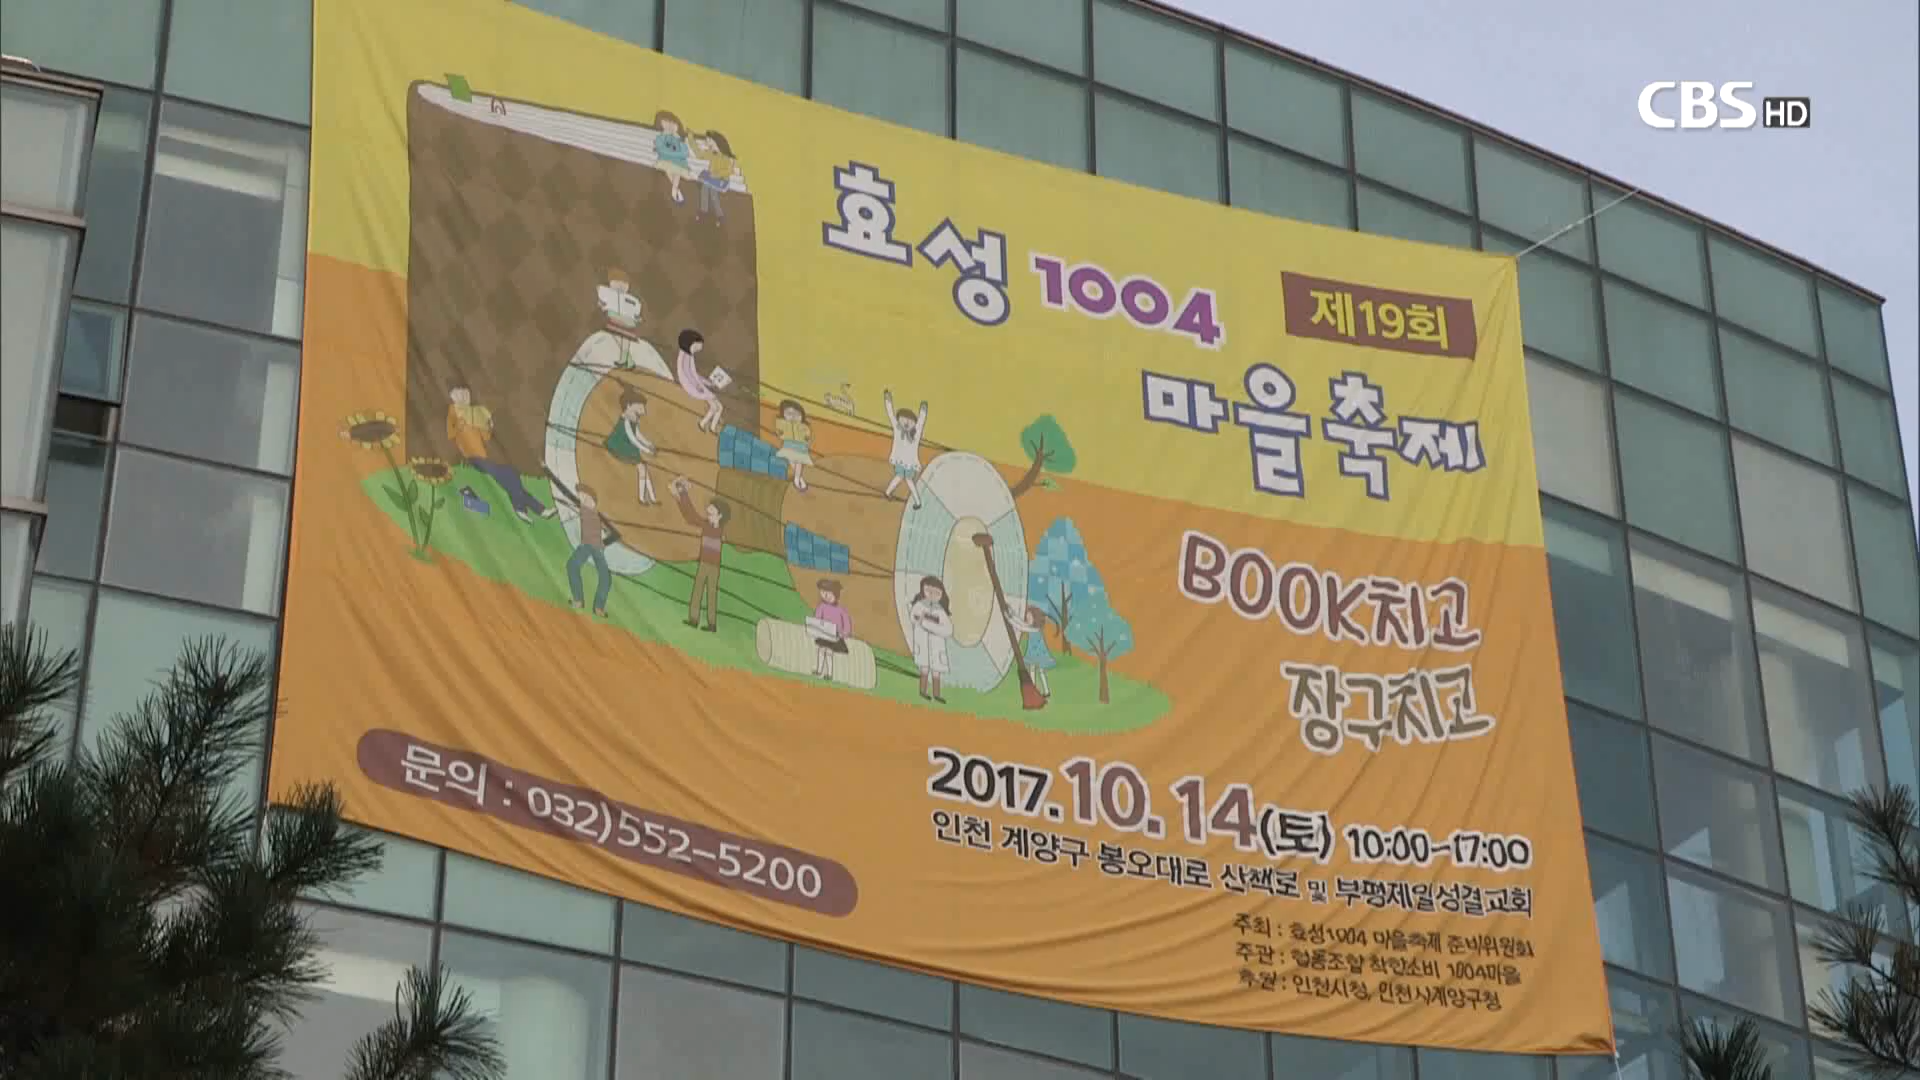 CBS HD
제19회
효성 1004
마을축제
BOOK치고
장구치고
2017.10.14(토) 10:00-17:00
인천 계양구 봉오대로 산책로 및 부평제일성결교회
문의 : 032)552-5200
주최 : 효성1004 마을축제 준비위원회
주관 : 협동조합 착한소비 1004마을
후원 : 인천시청, 인천시계양구청